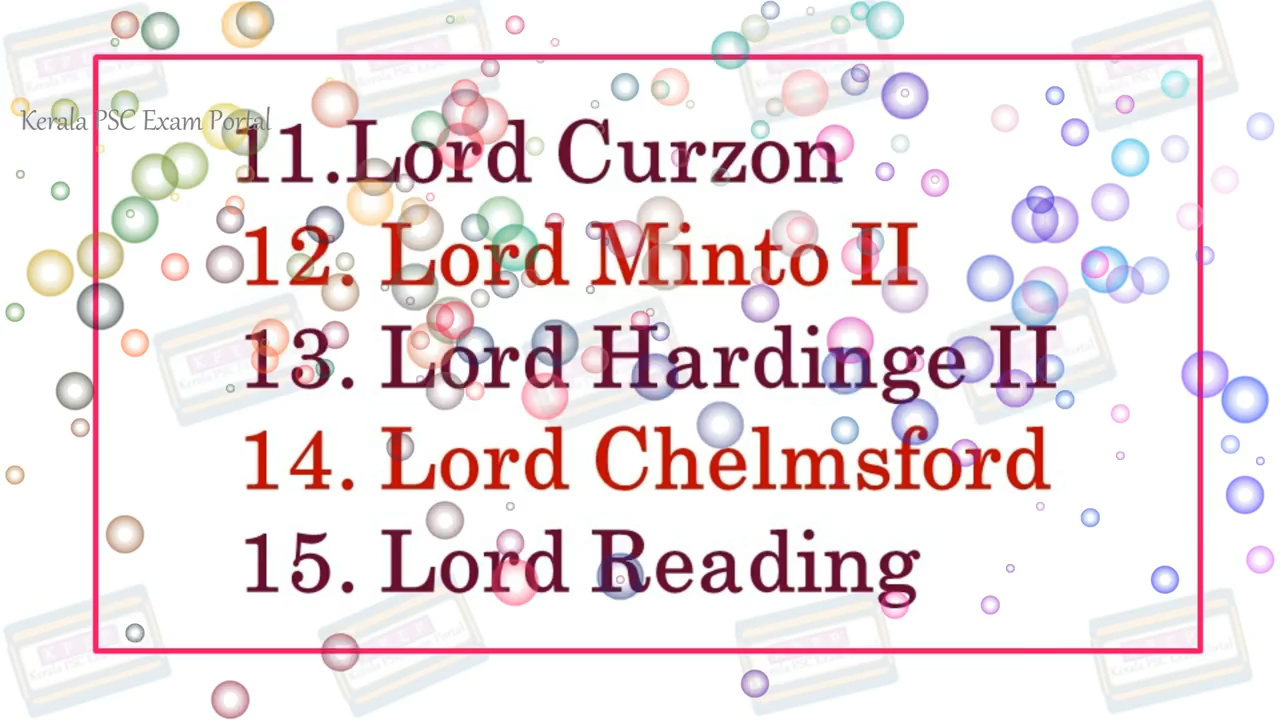 Kerala PSC Exam Portal
11.Lord Curzon
12. Lord Minto II
13. Lord Hardinge II
14. Lord Chelmsford
15. Lord Reading